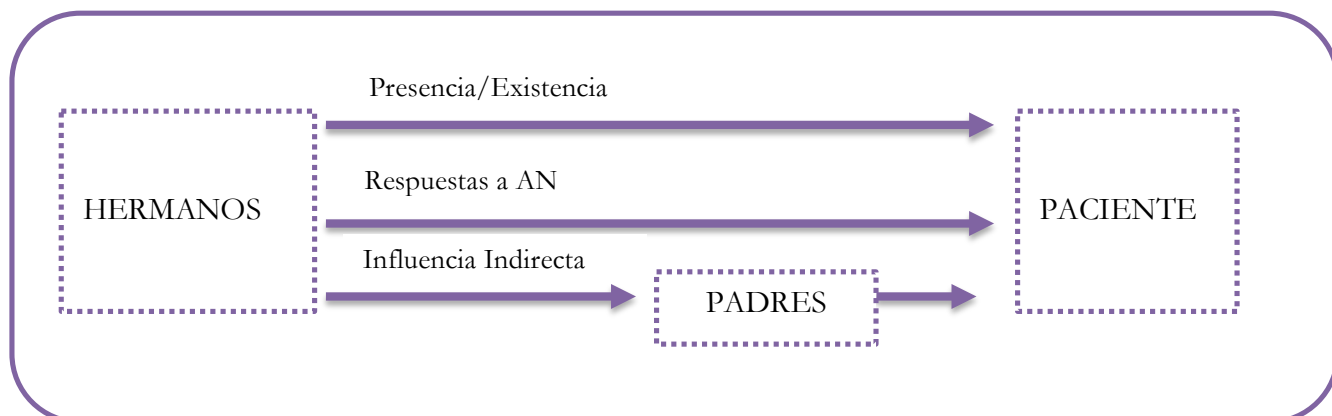 Presencia/Existencia
Respuestas a AN
HERMANOS
PACIENTE
Influencia Indirecta
PADRES